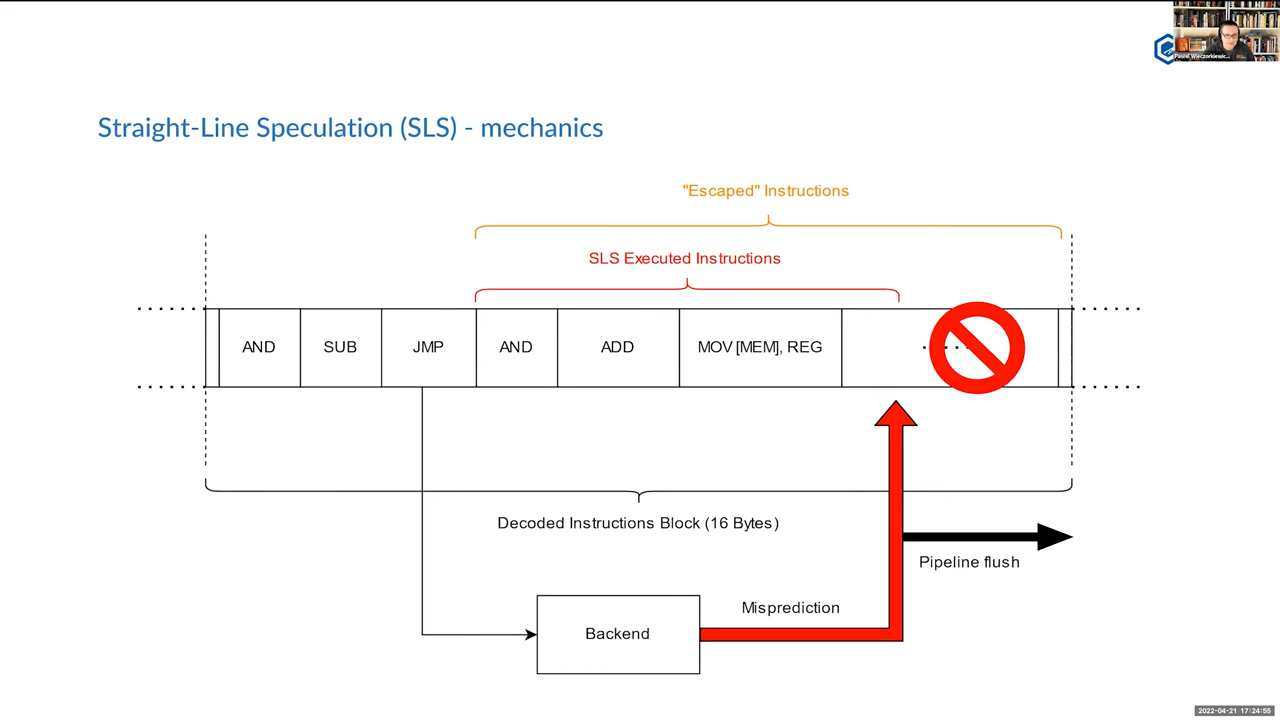 Straight-Line Speculation (SLS) - mechanics
"Escaped" Instructions
SLS Executed Instructions
AND
SUB
JMP
AND
ADD
MOV [MEM], REG
Decoded Instructions Block (16 Bytes)
Pipeline flush
Misprediction
Backend
2022-04-21 17:24:55